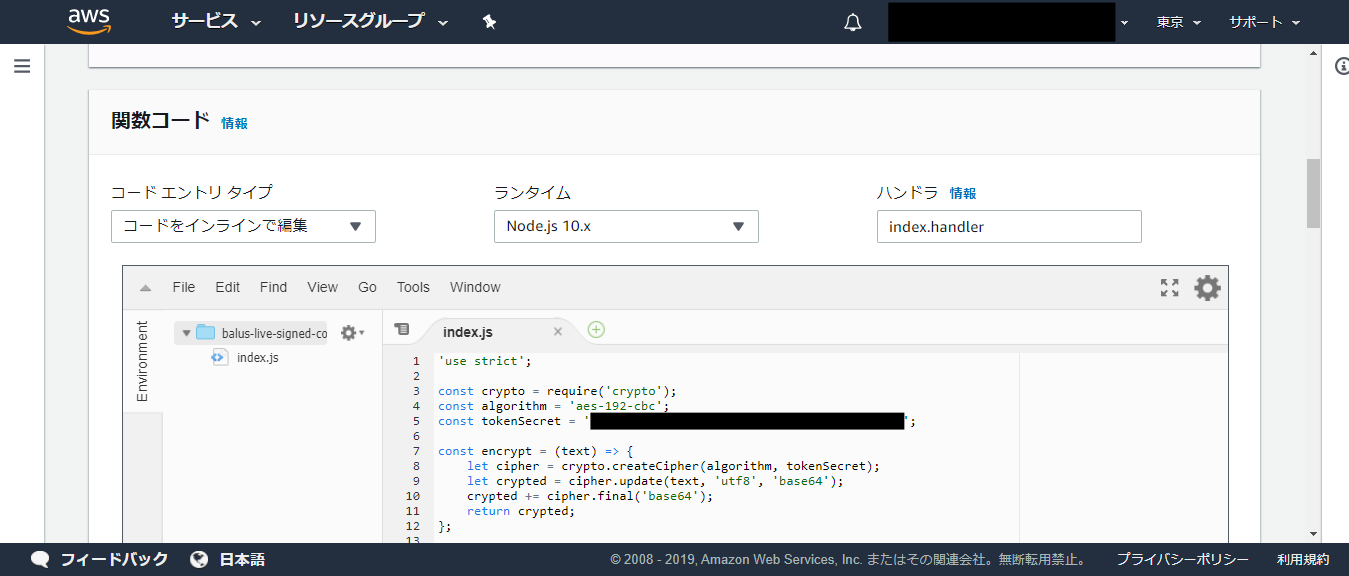 aws サービス リソースグループ 東京 サポート
関数コード 情報
コード エントリ タイプ ランタイム ハンドラ 情報
コードをインラインで編集 Node.js 10.x index.handler
File Edit Find View Go Tools Window
Environment
balus-live-signed-co
index.js
index.js
1 'use strict';
2
3 const crypto = require('crypto');
4 const algorithm = 'aes-192-cbc';
5 const tokenSecret = ' ';
6
7 const encrypt = (text) => {
8 let cipher = crypto.createCipher(algorithm, tokenSecret);
9 let crypted = cipher.update(text, 'utf8', 'base64');
10 crypted += cipher.final('base64');
11 return crypted;
12 };
13
フィードバック 日本語 © 2008 - 2019, Amazon Web Services, Inc. またはその関連会社。無断転用禁止。 プライバシーポリシー 利用規約